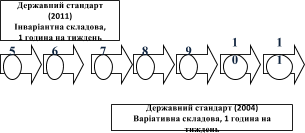 Державний стандарт
(2011)
Інваріантна складова,
1 година на тиждень
5 6 7 8 9 1 1
0 1
Державний стандарт (2004)
Варіативна складова, 1 година на
тиждень